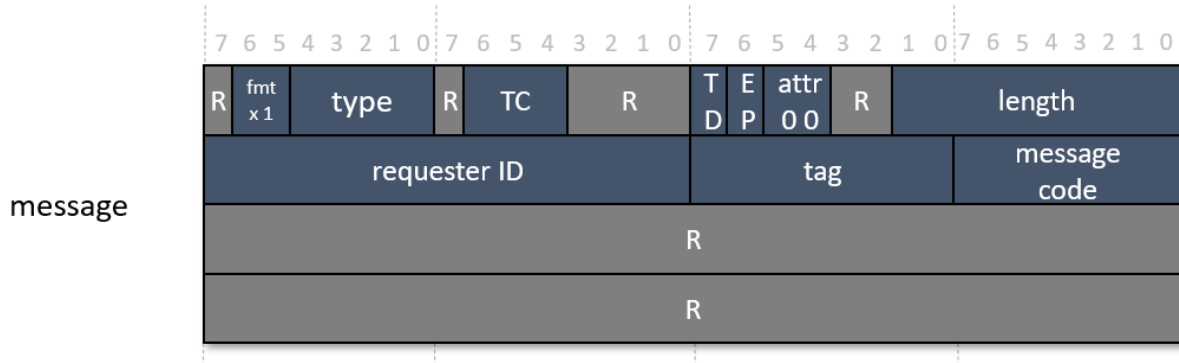 7 6 5 4 3 2 1 0 7 6 5 4 3 2 1 0 7 6 5 4 3 2 1 0 7 6 5 4 3 2 1 0
R fmt x 1 type R TC R T D E P attr 0 0 R length
requester ID tag message code
message
R
R